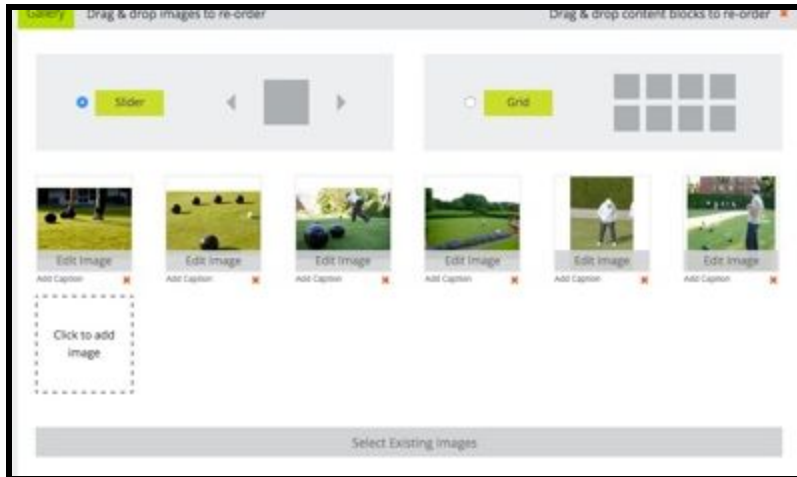 Gallery Drag & drop images to re-order Drag & drop content blocks to re-order
Slider Grid
Edit Image Edit Image Edit Image Edit Image Edit Image Edit Image
Add Caption Add Caption Add Caption Add Caption Add Caption Add Caption
Click to add
image
Select Existing Images